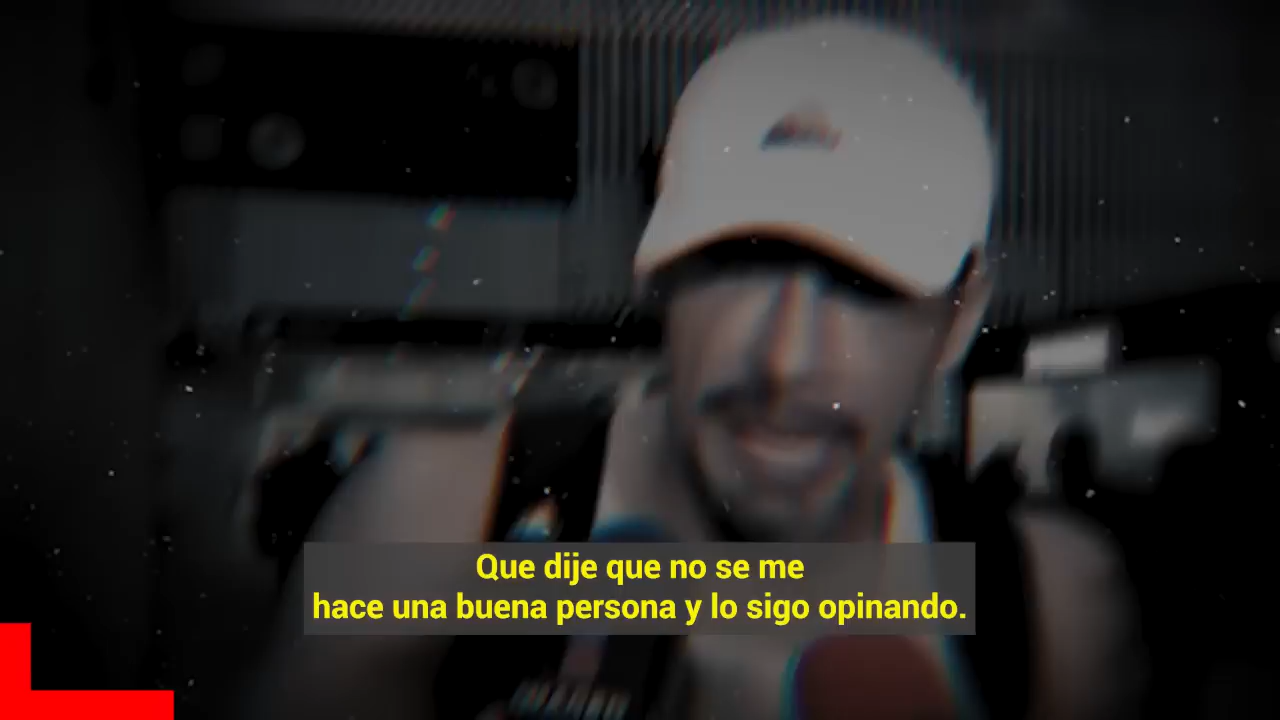 Que dije que no se me
hace una buena persona y lo sigo opinando.